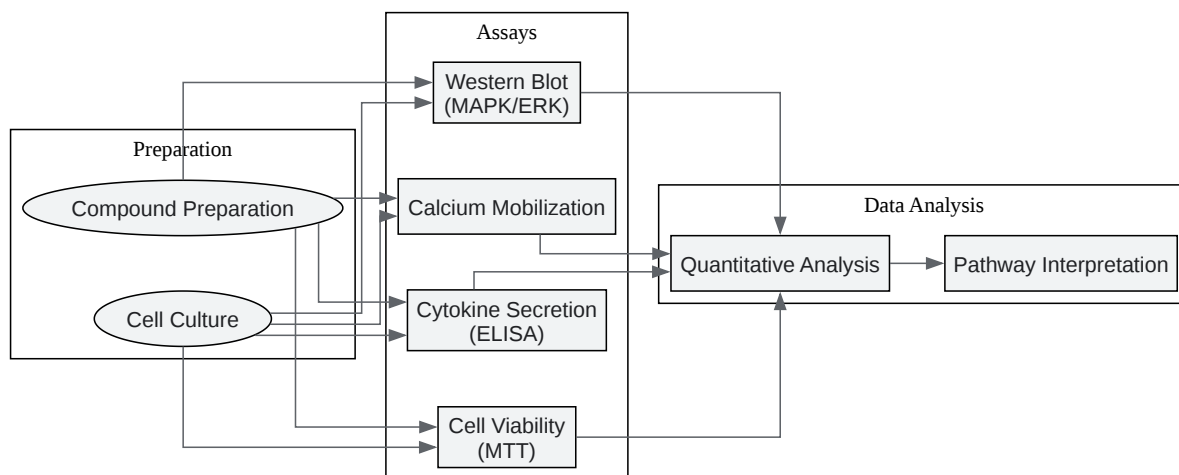 Preparation
Compound Preparation
Cell Culture
Assays
Western Blot
(MAPK/ERK)
Calcium Mobilization
Cytokine Secretion
(ELISA)
Cell Viability
(MTT)
Data Analysis
Quantitative Analysis
Pathway Interpretation